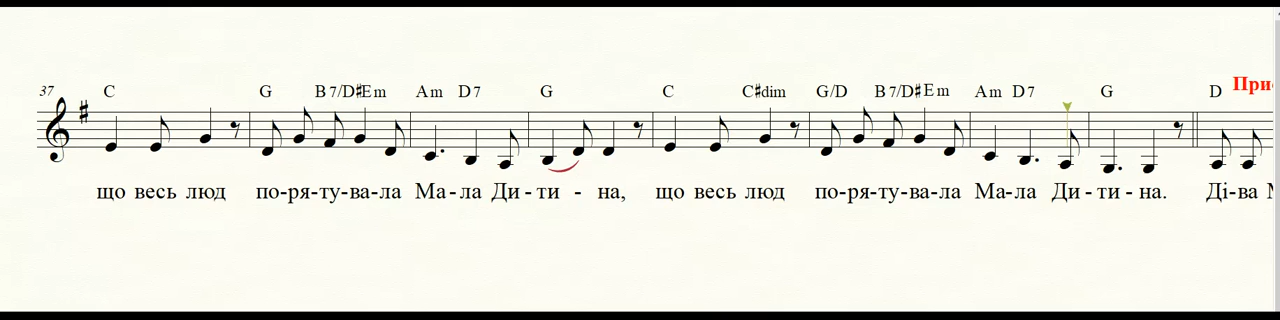 При
37 C G B7/D♯ Em Am D7 G C C♯dim G/D B7/D♯ Em Am D7 G D
що весь люд по-ря-ту-ва-ла Ма-ла Ди-ти - на, що весь люд по-ря-ту-ва-ла Ма-ла Ди-ти-на. Ді-ва